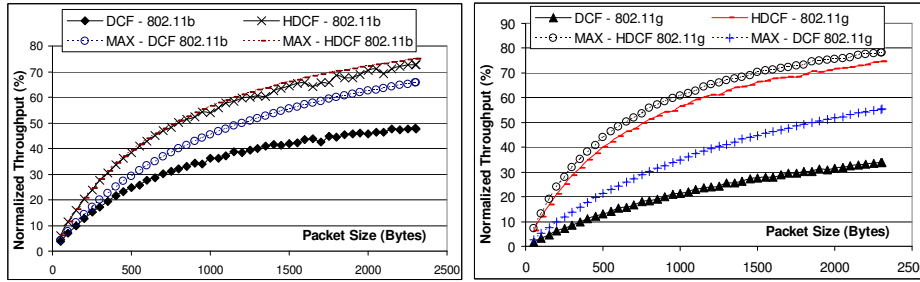 DCF - 802.11b HDCF - 802.11b
MAX - DCF 802.11b MAX - HDCF 802.11b
80
70
60
50
40
30
20
10
0
Normalized Throughput (%)
Packet Size (Bytes)
0 500 1000 1500 2000 2500
DCF - 802.11g HDCF - 802.11g
MAX - HDCF 802.11g MAX - DCF 802.11g
90
80
70
60
50
40
30
20
10
0
Normalized Throughput (%)
Packet Size (Bytes)
0 500 1000 1500 2000 250